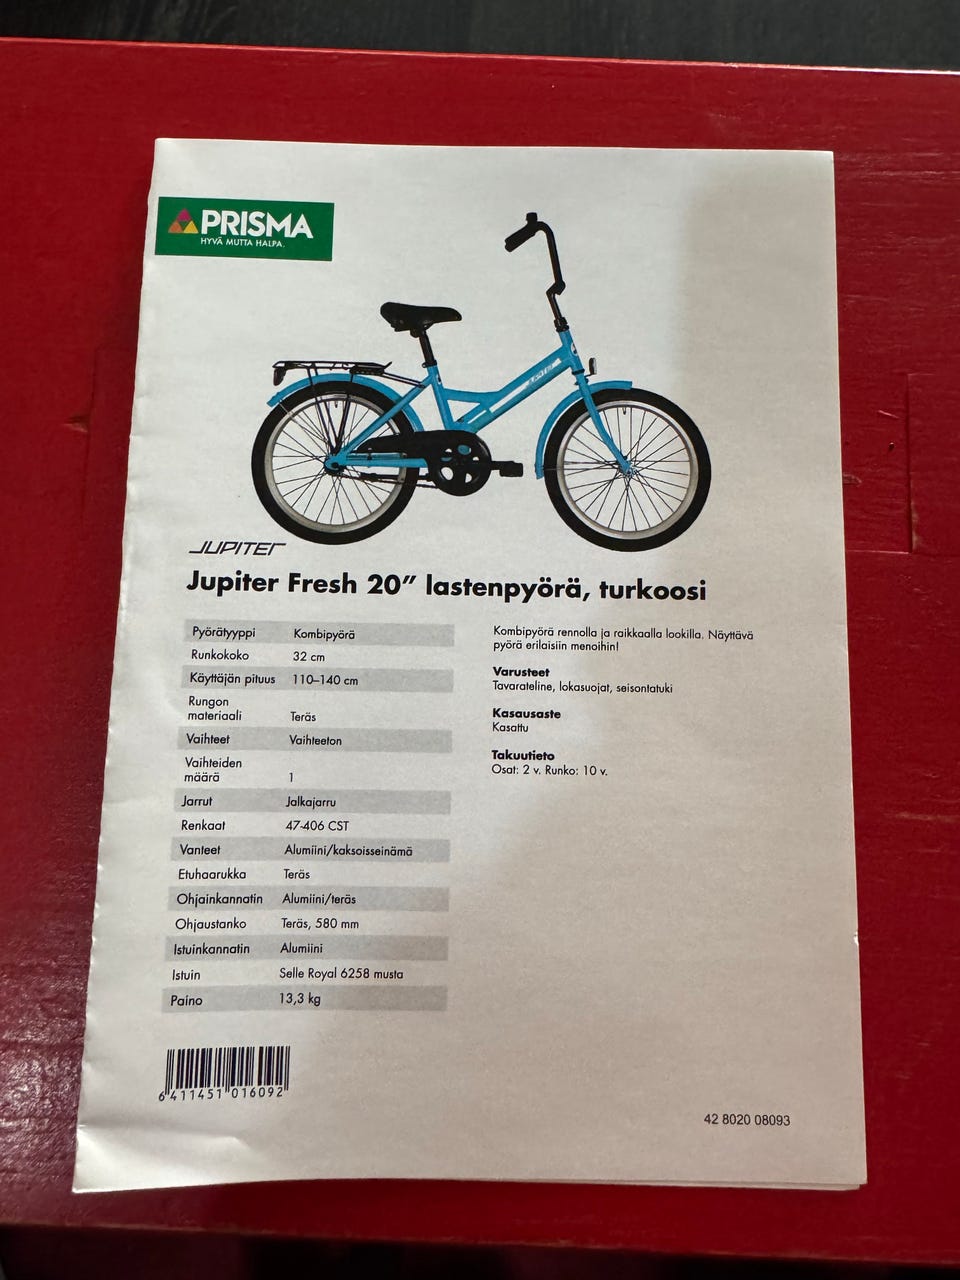 PRISMA
HYVÄ MUTTA HALPA.
JUPITER
JUPITER
Jupiter Fresh 20” lastenpyörä, turkoosi
Pyörätyyppi Kombipyörä
Runkokoko 32 cm
Käyttäjän pituus 110–140 cm
Rungon
materiaali Teräs
Vaihteet Vaihteeton
Vaihteiden
määrä 1
Jarrut Jalkajarru
Renkaat 47-406 CST
Vanteet Alumiini/kaksoisseinämä
Etuhaarukka Teräs
Ohjainkannatin Alumiini/teräs
Ohjaustanko Teräs, 580 mm
Istuinkannatin Alumiini
Istuin Selle Royal 6258 musta
Paino 13,3 kg
Kombipyörä rennolla ja raikkaalla lookilla. Näyttävä
pyörä erilaisiin menoihin!
Varusteet
Tavarateline, lokasuojat, seisontatuki
Kasausaste
Kasattu
Takuutieto
Osat: 2 v. Runko: 10 v.
6 411451 016092
42 8020 08093